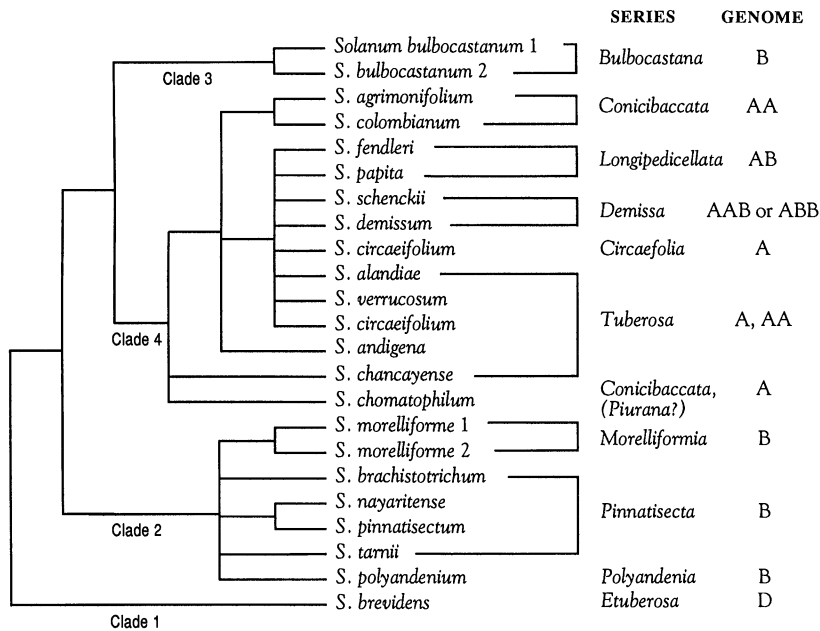 SERIES GENOME
Solanum bulbocastanum 1
Bulbocastana B
Clade 3
S. bulbocastanum 2
S. agrimonifolium
Conicibaccata AA
S. colombianum
S. fendleri
Longipedicellata AB
S. papita
S. schenckii
Demissa AAB or ABB
S. demissum
S. circaeifolium Circaefolia A
S. alandiae
S. verrucosum
S. circaeifolium Tuberosa A, AA
Clade 4
S. andigena
S. chancayense
S. chomatophilum Conicibaccata, A
(Piurana?)
S. morelliforme 1
Morelliformia B
S. morelliforme 2
S. brachistotrichum
S. nayaritense
Pinnatisecta B
Clade 2
S. pinnatisectum
S. tarnii
S. polyandenium Polyandenia B
S. brevidens Etuberosa D
Clade 1